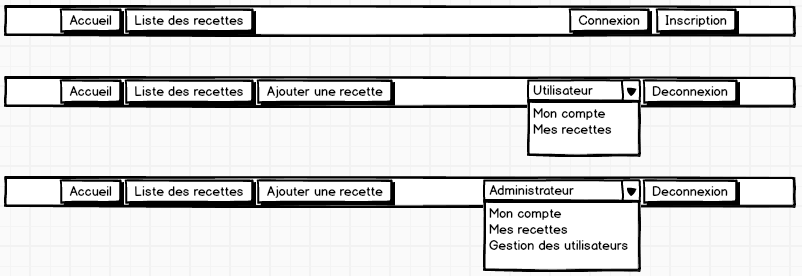 Accueil Liste des recettes Connexion Inscription
Accueil Liste des recettes Ajouter une recette Utilisateur Deconnexion
Mon compte
Mes recettes
Accueil Liste des recettes Ajouter une recette Administrateur Deconnexion
Mon compte
Mes recettes
Gestion des utilisateurs